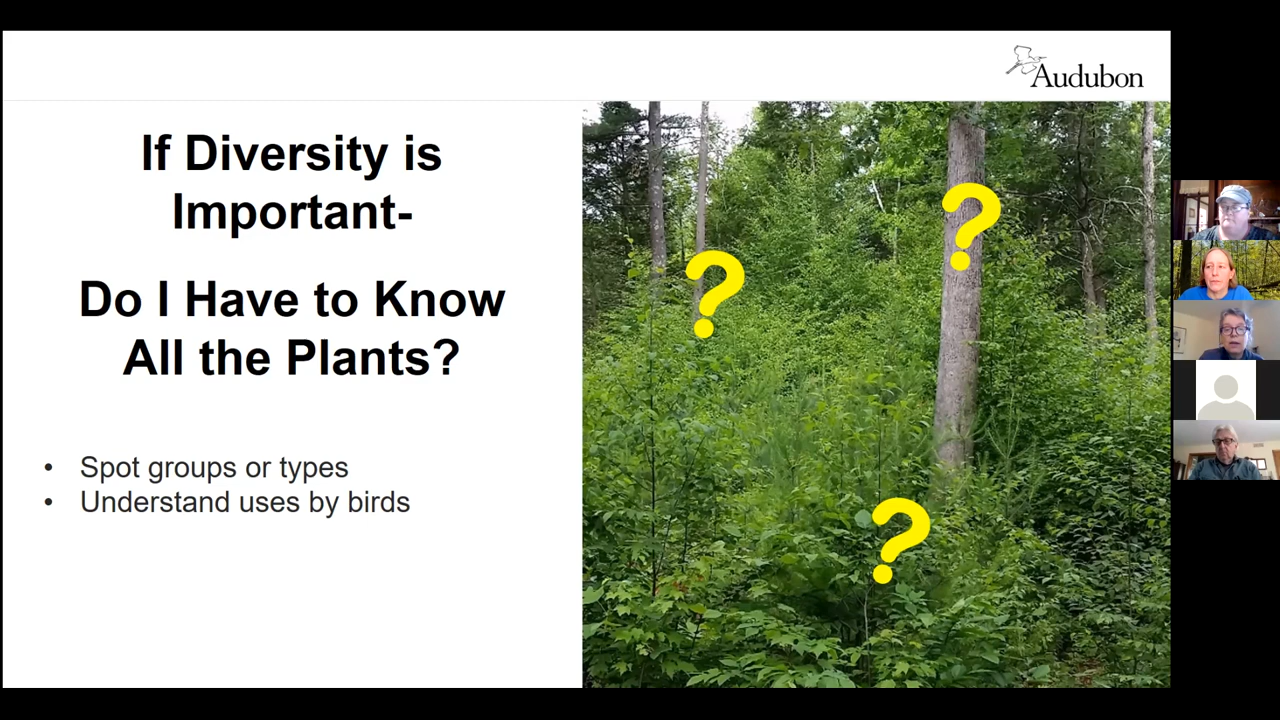 Audubon
If Diversity is
Important-
Do I Have to Know
All the Plants?
• Spot groups or types
• Understand uses by birds
?
?
?